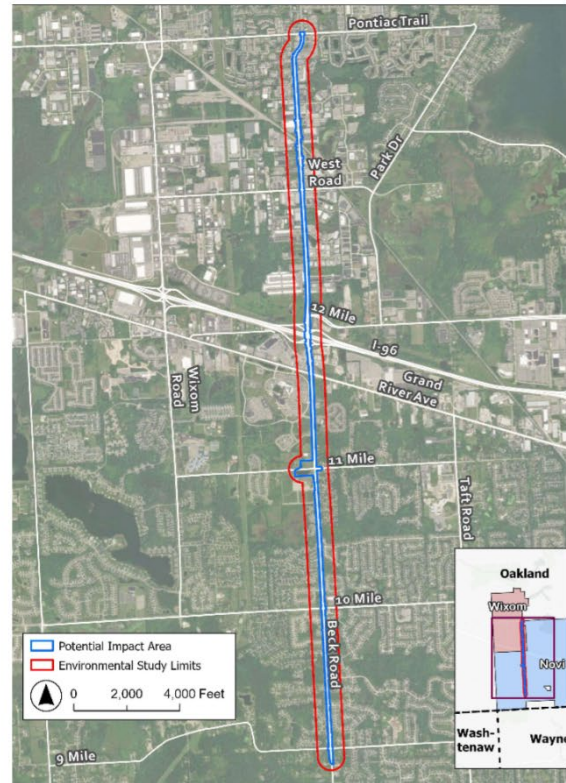 Pontiac Trail
West
Road
Park Dr
12 Mile
I-96
Grand
River Ave
Wixom
Road
11 Mile
Taft Road
10 Mile
Beck Road
9 Mile
Potential Impact Area
Environmental Study Limits
0 2,000 4,000 Feet
Oakland
Wixom
Novi
Wash-
tenaw
Wayne